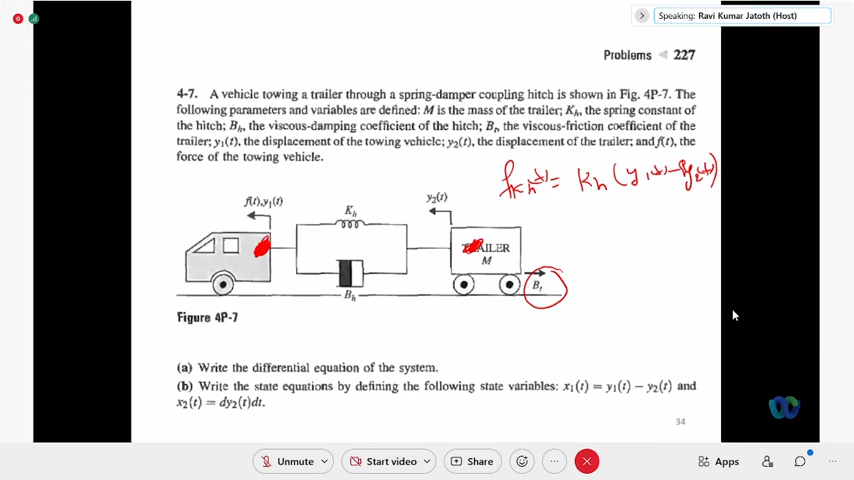 Speaking: Ravi Kumar Jatoth (Host)
Problems 227
4-7. A vehicle towing a trailer through a spring-damper coupling hitch is shown in Fig. 4P-7. The
following parameters and variables are defined: M is the mass of the trailer; Kh, the spring constant
of the hitch; Bh, the viscous-damping coefficient of the hitch; Bt, the viscous-friction coefficient of the
trailer; y1(t), the displacement of the towing vehicle; y2(t), the displacement of the trailer; and f(t), the
force of the towing vehicle.
fKh(t) = Kh (y1(t) - y2(t))
f(t), y1(t)
Kh
y2(t)
TRAILER
M
Bh
Bt
Figure 4P-7
(a) Write the differential equation of the system.
(b) Write the state equations by defining the following state variables: x1(t) = y1(t) − y2(t) and
x2(t) = dy2(t)dt.
34
Unmute
Start video
Share
Apps